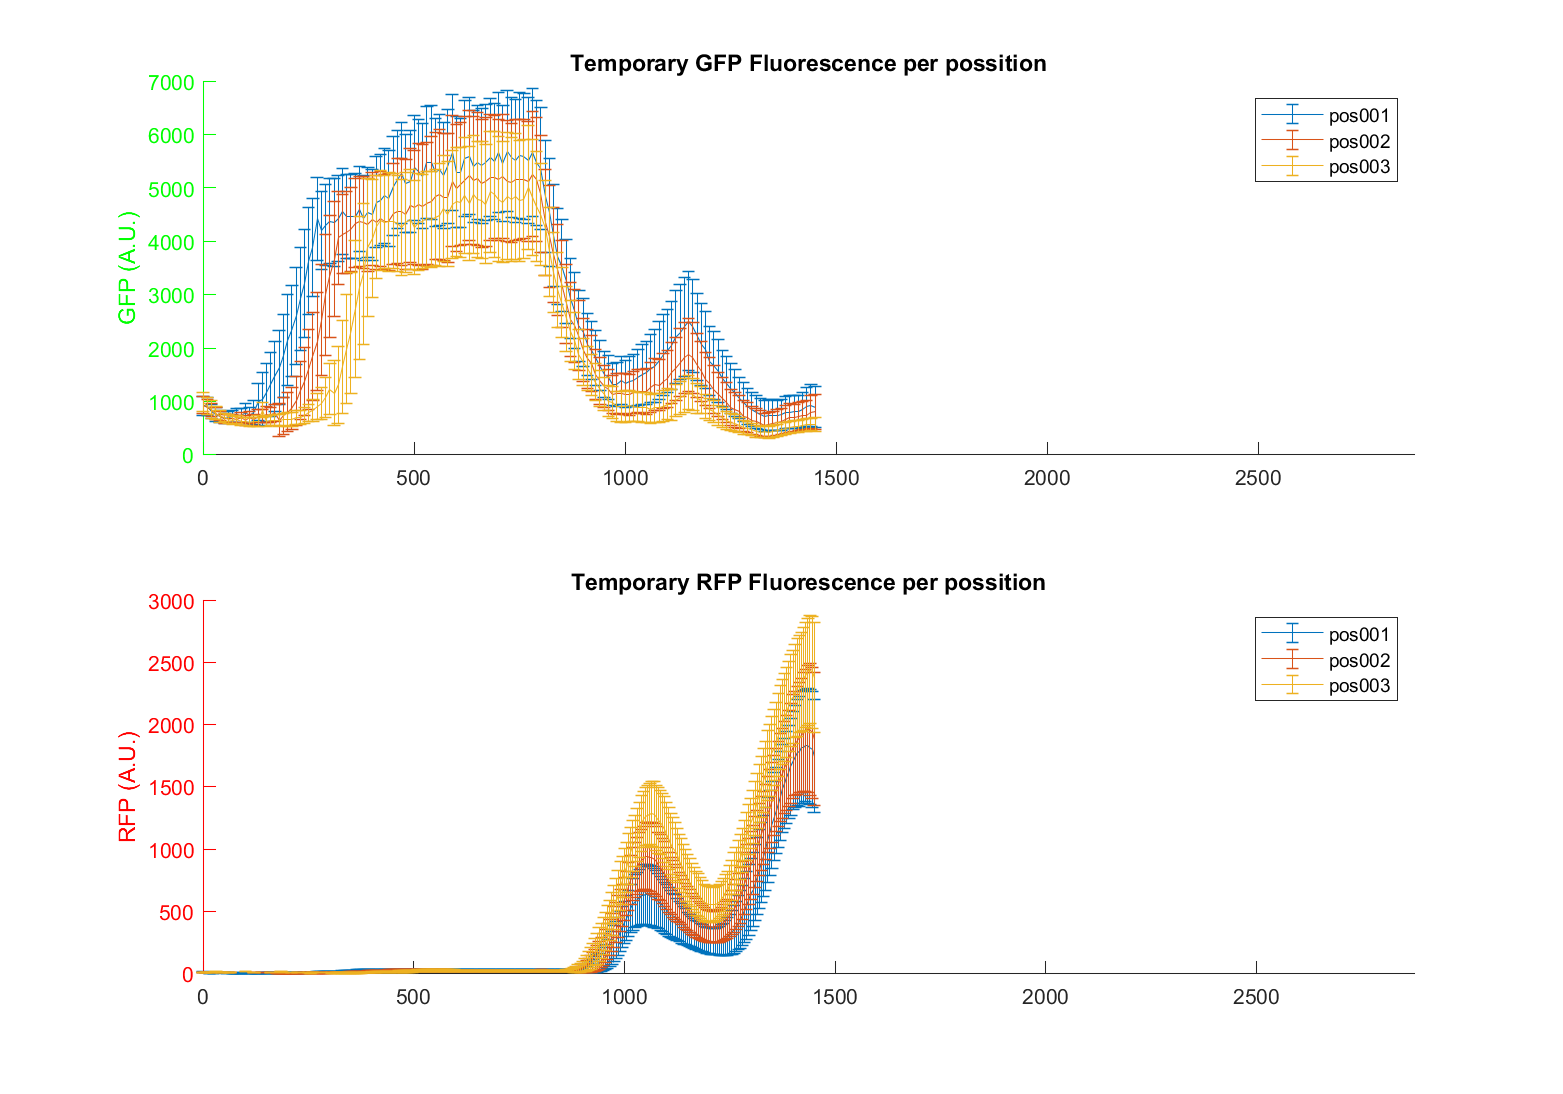 Temporary GFP Fluorescence per possition
7000
6000
5000
4000
3000
2000
1000
0
GFP (A.U.)
pos001
pos002
pos003
0 500 1000 1500 2000 2500
Temporary RFP Fluorescence per possition
3000
2500
2000
1500
1000
500
0
RFP (A.U.)
pos001
pos002
pos003
0 500 1000 1500 2000 2500